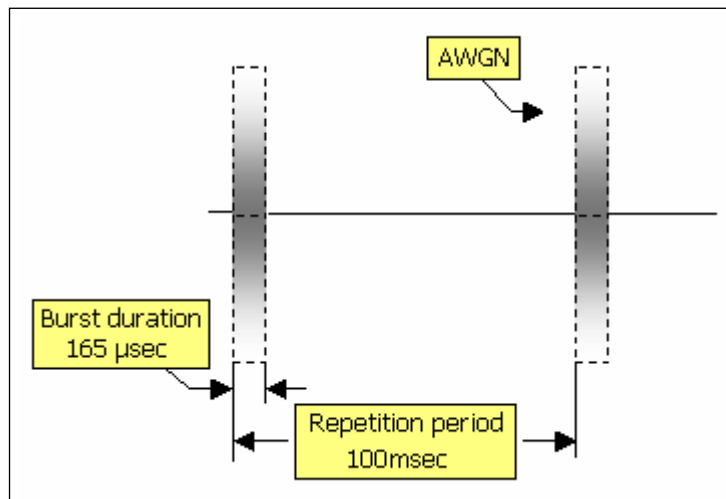 AWGN
Burst duration
165 µsec
Repetition period
100msec